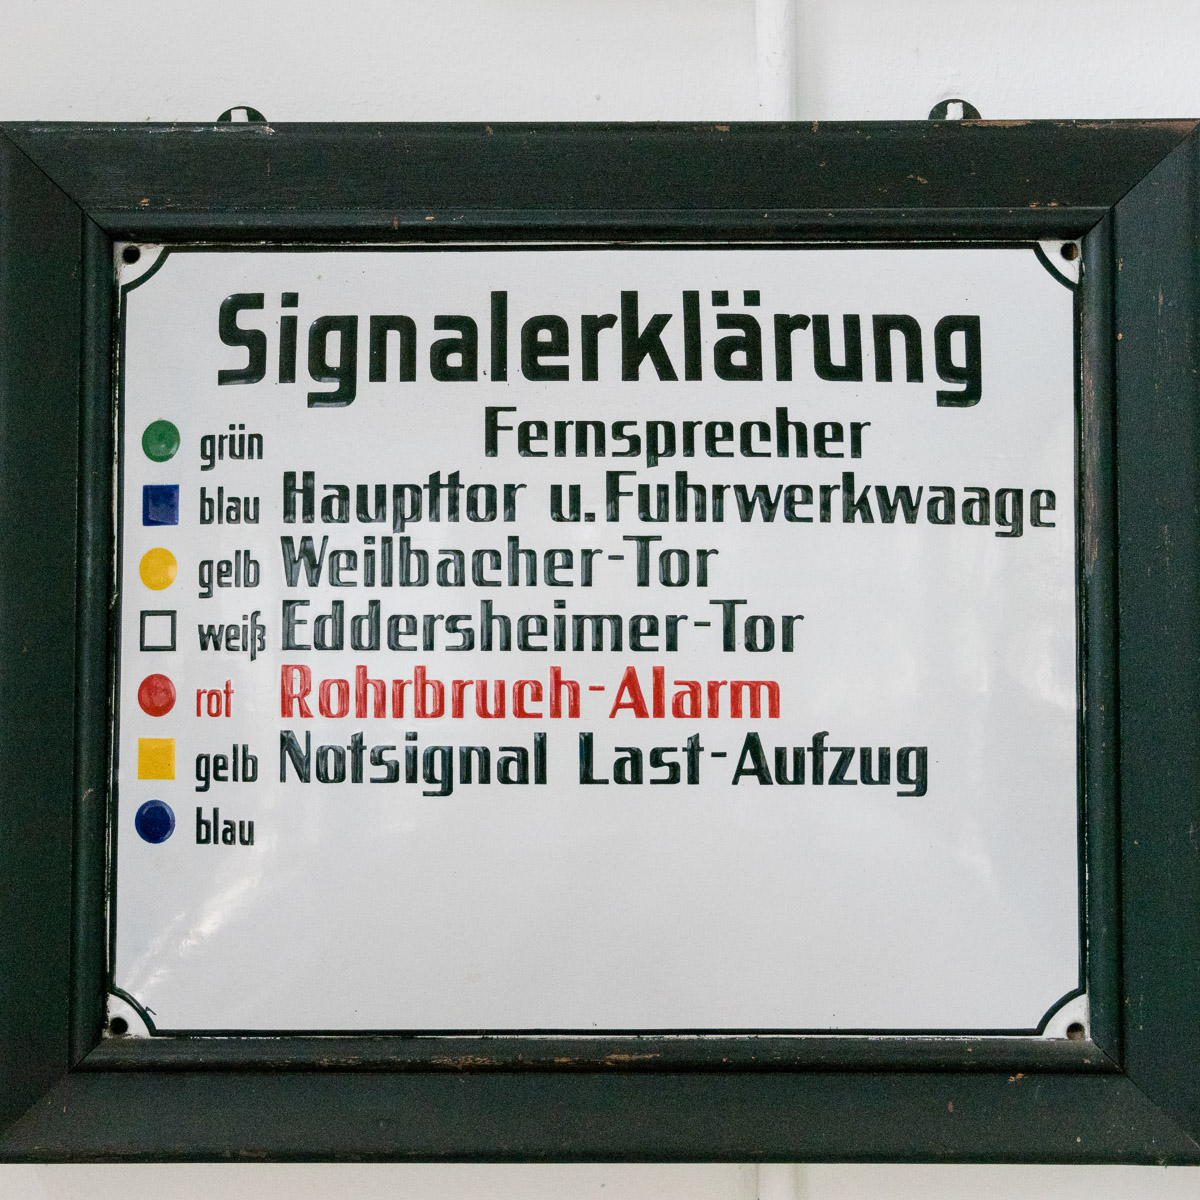 Signalerklärung
grün Fernsprecher
blau Haupttor u. Fuhrwerkwaage
gelb Weilbacher-Tor
weiß Eddersheimer-Tor
rot Rohrbruch-Alarm
gelb Notsignal Last-Aufzug
blau